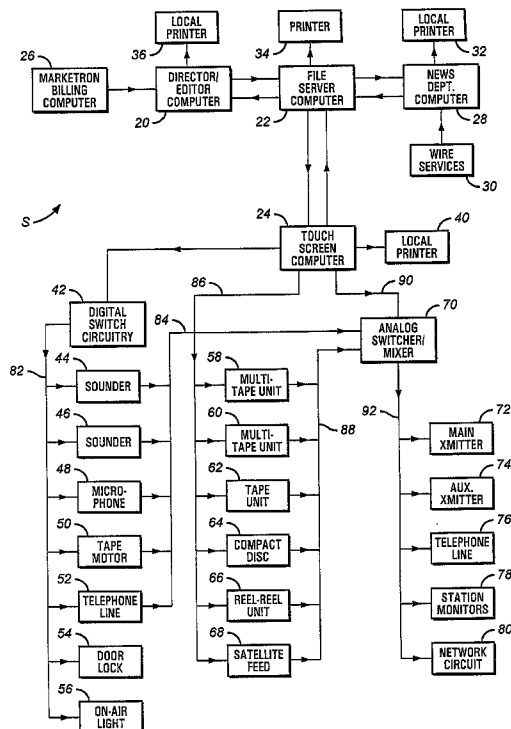 36
LOCAL
PRINTER
34
PRINTER
LOCAL
PRINTER
32
26
MARKETRON
BILLING
COMPUTER
DIRECTOR/
EDITOR
COMPUTER
20
FILE
SERVER
COMPUTER
22
NEWS
DEPT.
COMPUTER
28
WIRE
SERVICES
30
S
24
TOUCH
SCREEN
COMPUTER
40
LOCAL
PRINTER
42
DIGITAL
SWITCH
CIRCUITRY
86
90
84
70
ANALOG
SWITCHER/
MIXER
82
44
SOUNDER
46
SOUNDER
48
MICRO-
PHONE
50
TAPE
MOTOR
52
TELEPHONE
LINE
54
DOOR
LOCK
56
ON-AIR
LIGHT
58
MULTI-
TAPE UNIT
60
MULTI-
TAPE UNIT
62
TAPE
UNIT
64
COMPACT
DISC
66
REEL-REEL
UNIT
68
SATELLITE
FEED
88
92
72
MAIN
XMITTER
74
AUX.
XMITTER
76
TELEPHONE
LINE
78
STATION
MONITORS
80
NETWORK
CIRCUIT